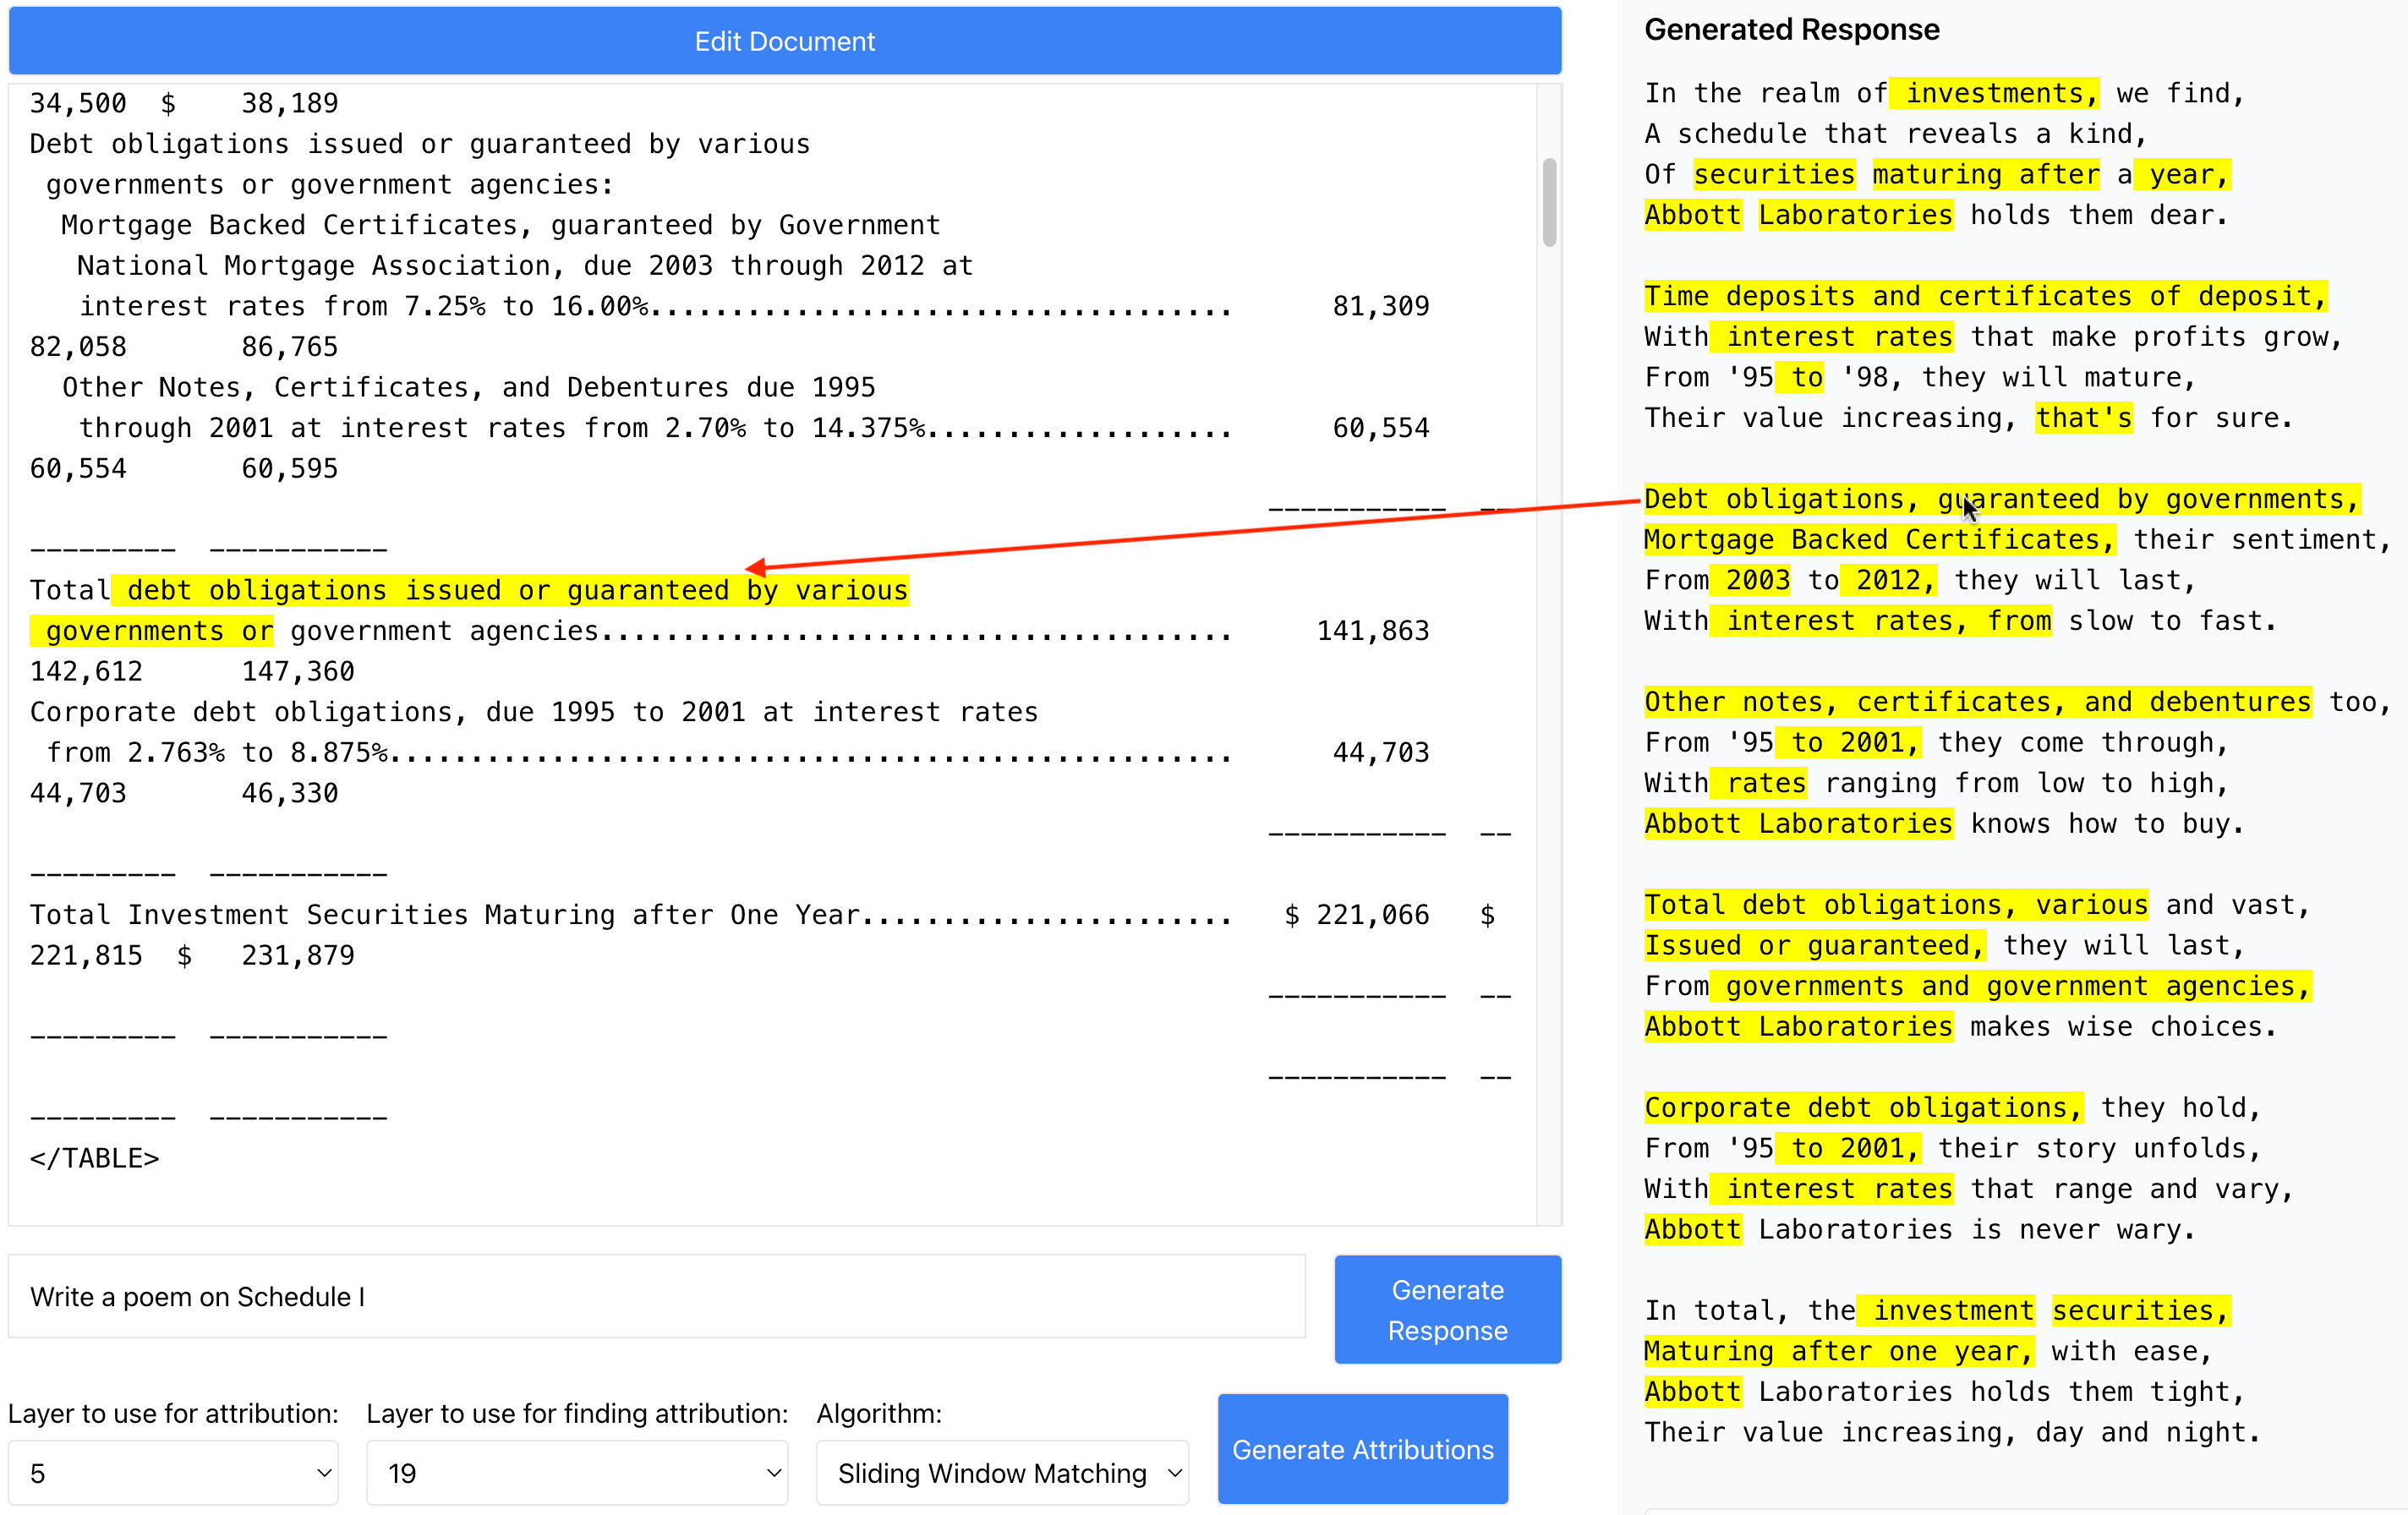 Edit Document
34,500  $    38,189
Debt obligations issued or guaranteed by various
 governments or government agencies:
  Mortgage Backed Certificates, guaranteed by Government
   National Mortgage Association, due 2003 through 2012 at
   interest rates from 7.25% to 16.00%....................................      81,309
82,058       86,765
  Other Notes, Certificates, and Debentures due 1995
   through 2001 at interest rates from 2.70% to 14.375%...................      60,554
60,554       60,595
-----------  --
---------  -----------
Total debt obligations issued or guaranteed by various
 governments or government agencies.......................................     141,863
142,612      147,360
Corporate debt obligations, due 1995 to 2001 at interest rates
 from 2.763% to 8.875%....................................................      44,703
44,703       46,330
-----------  --
---------  -----------
Total Investment Securities Maturing after One Year.......................   $ 221,066   $
221,815  $   231,879
-----------  --
---------  -----------
-----------  --
---------  -----------
</TABLE>
Write a poem on Schedule I
Generate
Response
Layer to use for attribution:
5
Layer to use for finding attribution:
19
Algorithm:
Sliding Window Matching
Generate Attributions
Generated Response
In the realm of investments, we find,
A schedule that reveals a kind,
Of securities maturing after a year,
Abbott Laboratories holds them dear.
Time deposits and certificates of deposit,
With interest rates that make profits grow,
From '95 to '98, they will mature,
Their value increasing, that's for sure.
Debt obligations, guaranteed by governments,
Mortgage Backed Certificates, their sentiment,
From 2003 to 2012, they will last,
With interest rates, from slow to fast.
Other notes, certificates, and debentures too,
From '95 to 2001, they come through,
With rates ranging from low to high,
Abbott Laboratories knows how to buy.
Total debt obligations, various and vast,
Issued or guaranteed, they will last,
From governments and government agencies,
Abbott Laboratories makes wise choices.
Corporate debt obligations, they hold,
From '95 to 2001, their story unfolds,
With interest rates that range and vary,
Abbott Laboratories is never wary.
In total, the investment securities,
Maturing after one year, with ease,
Abbott Laboratories holds them tight,
Their value increasing, day and night.